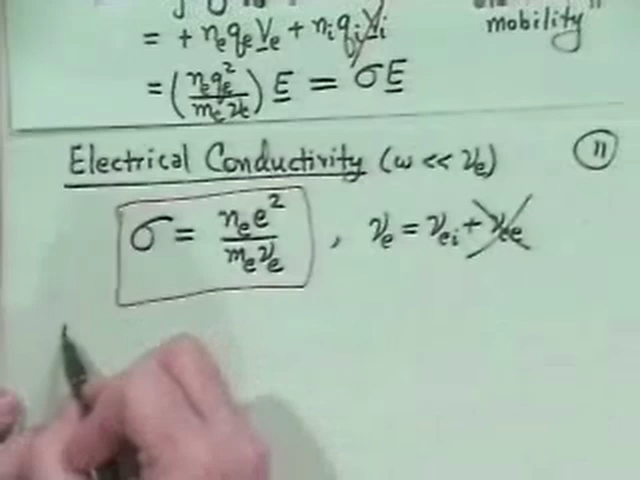 mobility"
= + nₑqₑvₑ + nᵢqᵢvᵢ
= (nₑqₑ²/mₑνₑ) E = σE
Electrical Conductivity (ω << νₑ) 11
σ = nₑe²/mₑνₑ , νₑ = νₑᵢ + νₑₑ